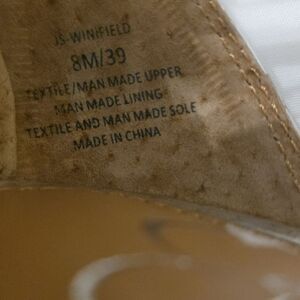 JS-WINIFIELD
8M/39
TEXTILE/MAN MADE UPPER
MAN MADE LINING
TEXTILE AND MAN MADE SOLE
MADE IN CHINA